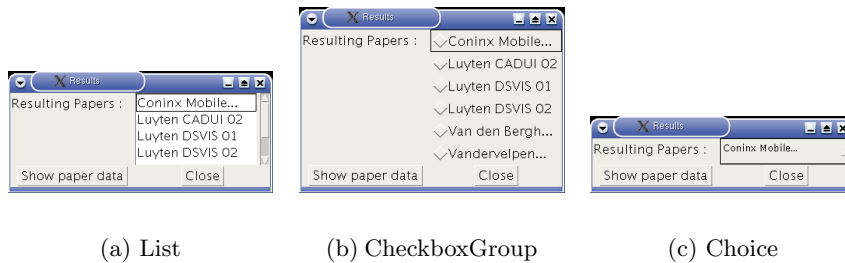 Results
Resulting Papers :
Coninx Mobile...
Luyten CADUI 02
Luyten DSVIS 01
Luyten DSVIS 02
Show paper data
Close
(a) List
Results
Resulting Papers :
Coninx Mobile...
Luyten CADUI 02
Luyten DSVIS 01
Luyten DSVIS 02
Van den Bergh...
Vandervelpen...
Show paper data
Close
(b) CheckboxGroup
Results
Resulting Papers :
Coninx Mobile...
Show paper data
Close
(c) Choice